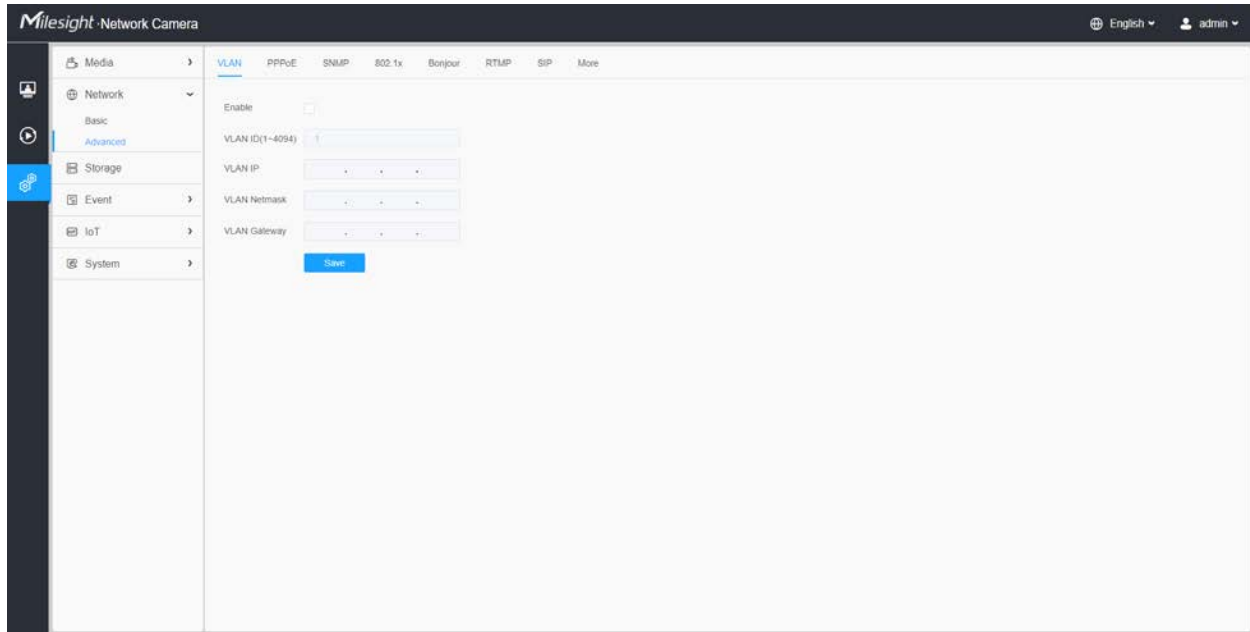 Milesight ·Network Camera
English
admin
Media
Network
Basic
Advanced
Storage
Event
IoT
System
VLAN PPPoE SNMP 802.1x Bonjour RTMP SIP More
Enable
VLAN ID(1~4094) 1
VLAN IP . . .
VLAN Netmask . . .
VLAN Gateway . . .
Save